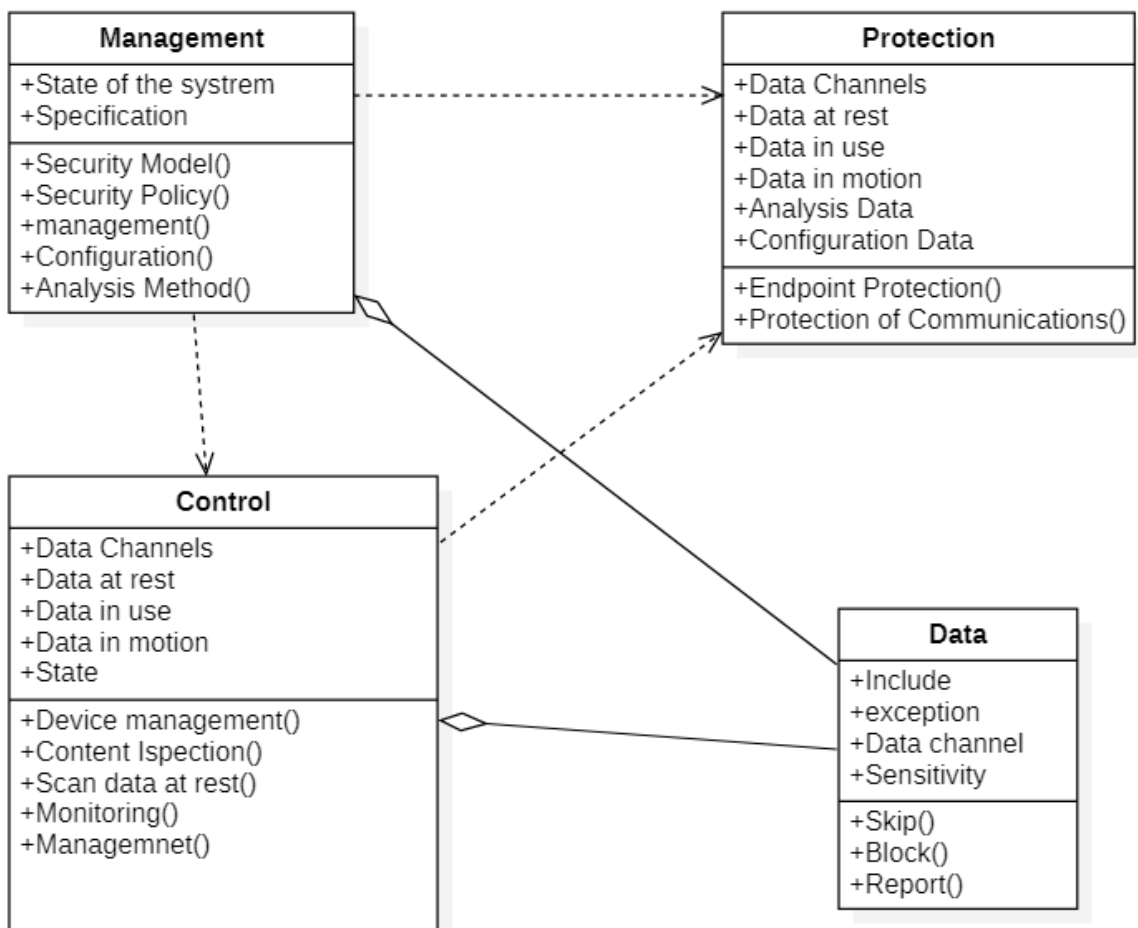 Management
+State of the systrem
+Specification
+Security Model()
+Security Policy()
+management()
+Configuration()
+Analysis Method()
Protection
+Data Channels
+Data at rest
+Data in use
+Data in motion
+Analysis Data
+Configuration Data
+Endpoint Protection()
+Protection of Communications()
Control
+Data Channels
+Data at rest
+Data in use
+Data in motion
+State
+Device management()
+Content Ispection()
+Scan data at rest()
+Monitoring()
+Managemnet()
Data
+Include
+exception
+Data channel
+Sensitivity
+Skip()
+Block()
+Report()